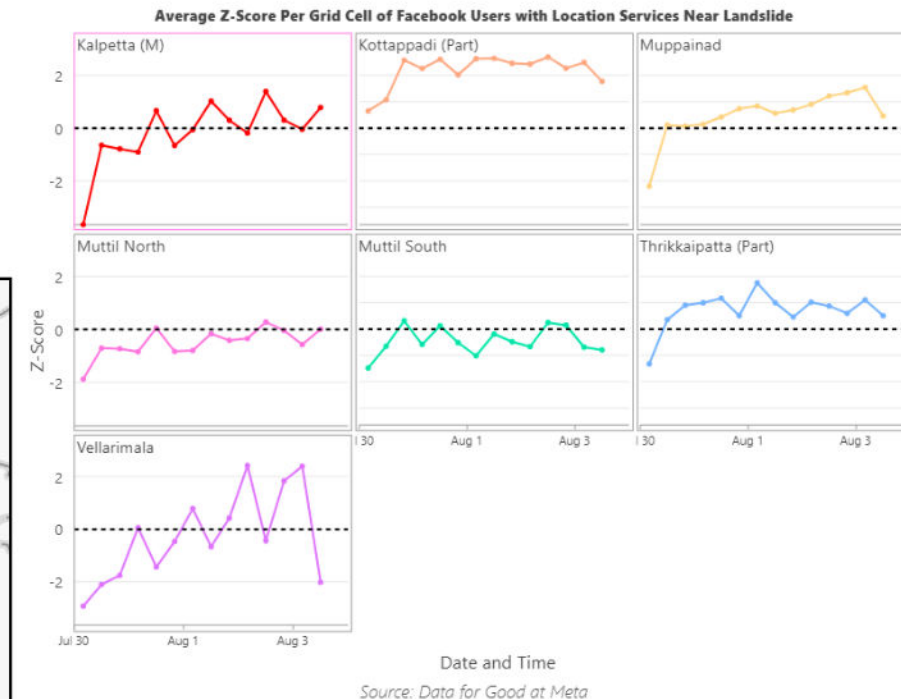 Average Z-Score Per Grid Cell of Facebook Users with Location Services Near Landslide
Kalpetta (M)
Kottappadi (Part)
Muppainad
2
0
-2
Muttil North
Muttil South
Thrikkaipatta (Part)
2
0
-2
Z-Score
l 30
Aug 1
Aug 3
l 30
Aug 1
Aug 3
Vellarimala
2
0
-2
Jul 30
Aug 1
Aug 3
Date and Time
Source: Data for Good at Meta